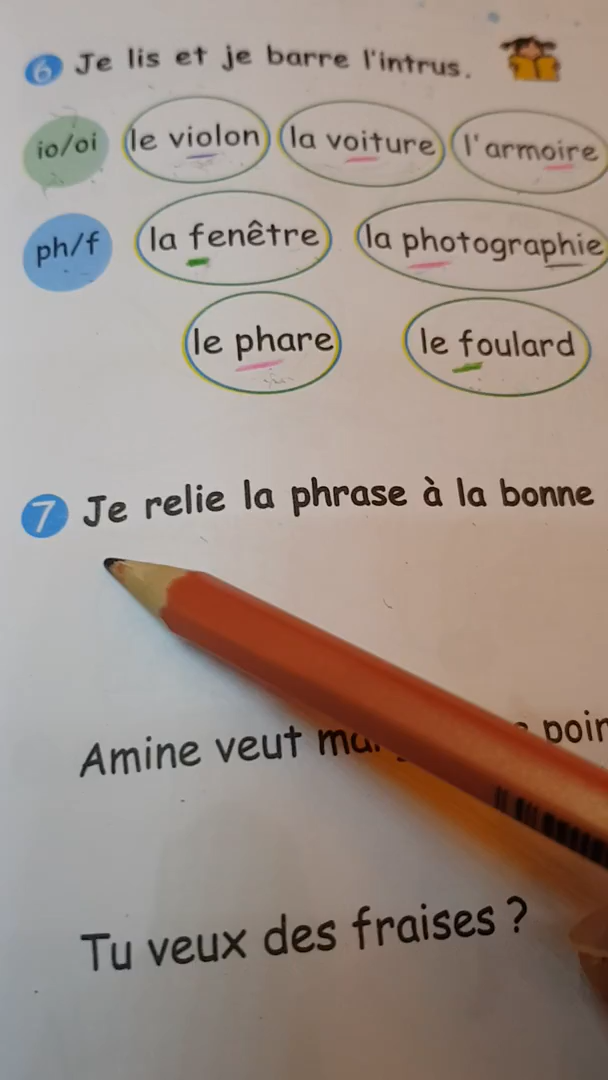 6 Je lis et je barre l'intrus.
io/oi le violon la voiture l'armoire
ph/f la fenêtre la photographie
le phare le foulard
7 Je relie la phrase à la bonne
Amine veut
Tu veux des fraises ?